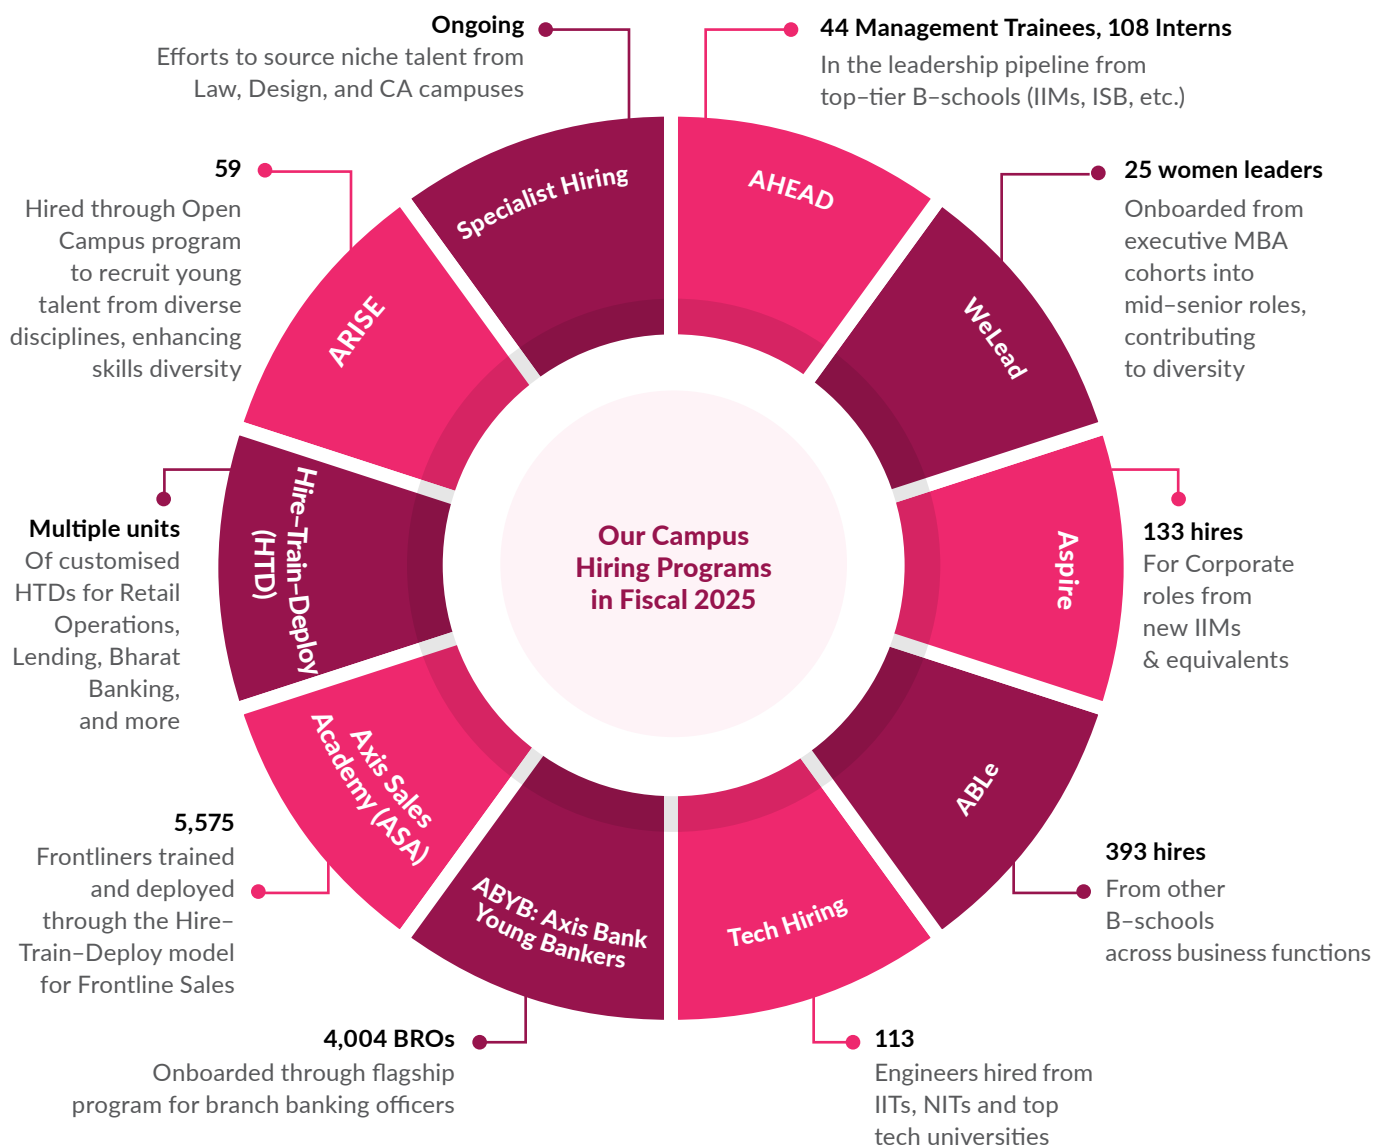 Our Campus
Hiring Programs
in Fiscal 2025
AHEAD
44 Management Trainees, 108 Interns
In the leadership pipeline from
top–tier B–schools (IIMs, ISB, etc.)
WeLead
25 women leaders
Onboarded from
executive MBA
cohorts into
mid–senior roles,
contributing
to diversity
Aspire
133 hires
For Corporate
roles from
new IIMs
& equivalents
ABLe
393 hires
From other
B–schools
across business functions
Tech Hiring
113
Engineers hired from
IITs, NITs and top
tech universities
ABYB: Axis Bank
Young Bankers
4,004 BROs
Onboarded through flagship
program for branch banking officers
Axis Sales
Academy (ASA)
5,575
Frontliners trained
and deployed
through the Hire–
Train–Deploy model
for Frontline Sales
Hire–Train–Deploy
(HTD)
Multiple units
Of customised
HTDs for Retail
Operations,
Lending, Bharat
Banking,
and more
ARISE
59
Hired through Open
Campus program
to recruit young
talent from diverse
disciplines, enhancing
skills diversity
Specialist Hiring
Ongoing
Efforts to source niche talent from
Law, Design, and CA campuses